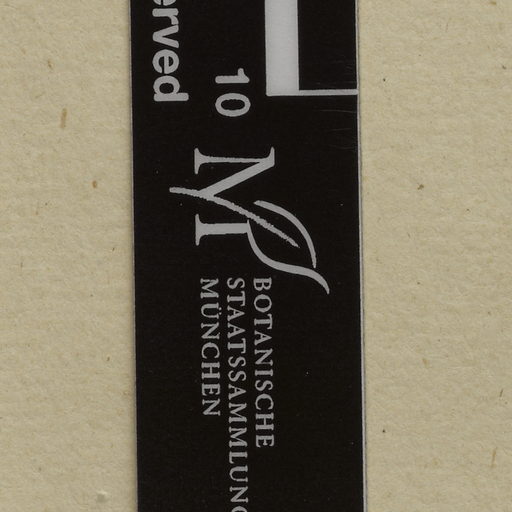 erved
10
M
BOTANISCHE
STAATSSAMMLUNG
MÜNCHEN